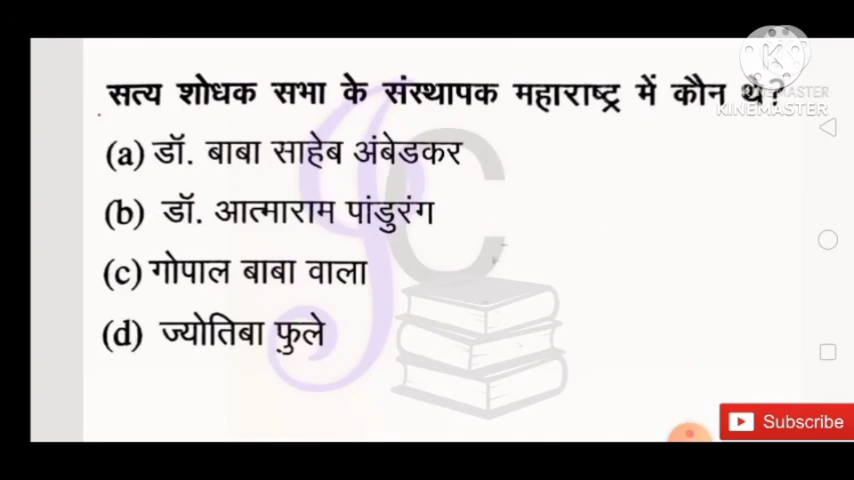 सत्य शोधक सभा के संस्थापक महाराष्ट्र में कौन थे?
(a) डॉ. बाबा साहेब अंबेडकर
(b) डॉ. आत्माराम पांडुरंग
(c) गोपाल बाबा वाला
(d) ज्योतिबा फुले
KINEMASTER
Subscribe